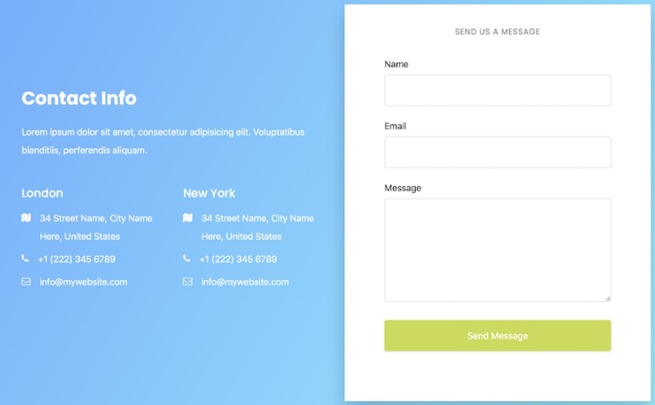 SEND US A MESSAGE
Name
Email
Message
Send Message
Contact Info
Lorem ipsum dolor sit amet, consectetur adipisicing elit. Voluptatibus
blanditiis, perferendis aliquam.
London
34 Street Name, City Name
Here, United States
+1 (222) 345 6789
info@mywebsite.com
New York
34 Street Name, City Name
Here, United States
+1 (222) 345 6789
info@mywebsite.com